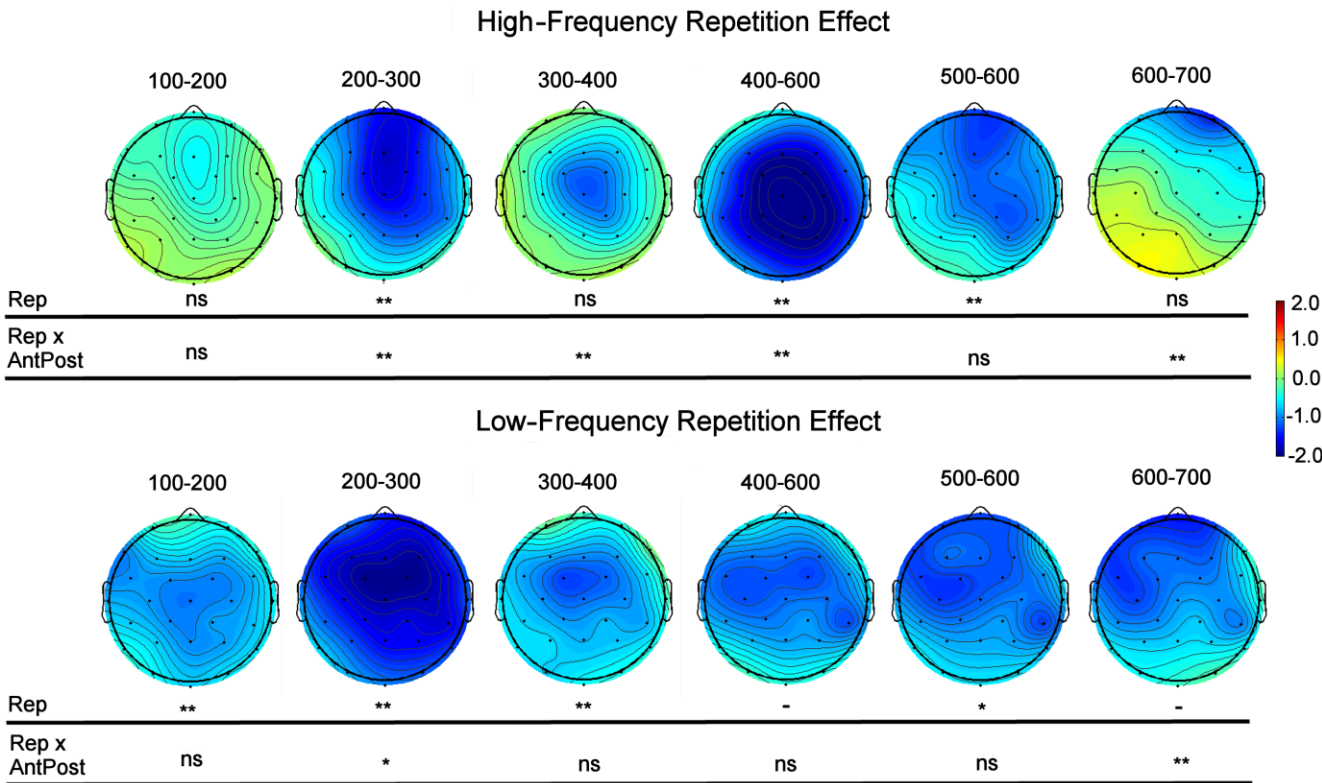 High-Frequency Repetition Effect
100-200 200-300 300-400 400-600 500-600 600-700
Rep ns ** ns ** ** ns
Rep x
AntPost ns ** ** ** ns **
2.0
1.0
0.0
-1.0
-2.0
Low-Frequency Repetition Effect
100-200 200-300 300-400 400-600 500-600 600-700
Rep ** ** ** - * -
Rep x
AntPost ns * ns ns ns **